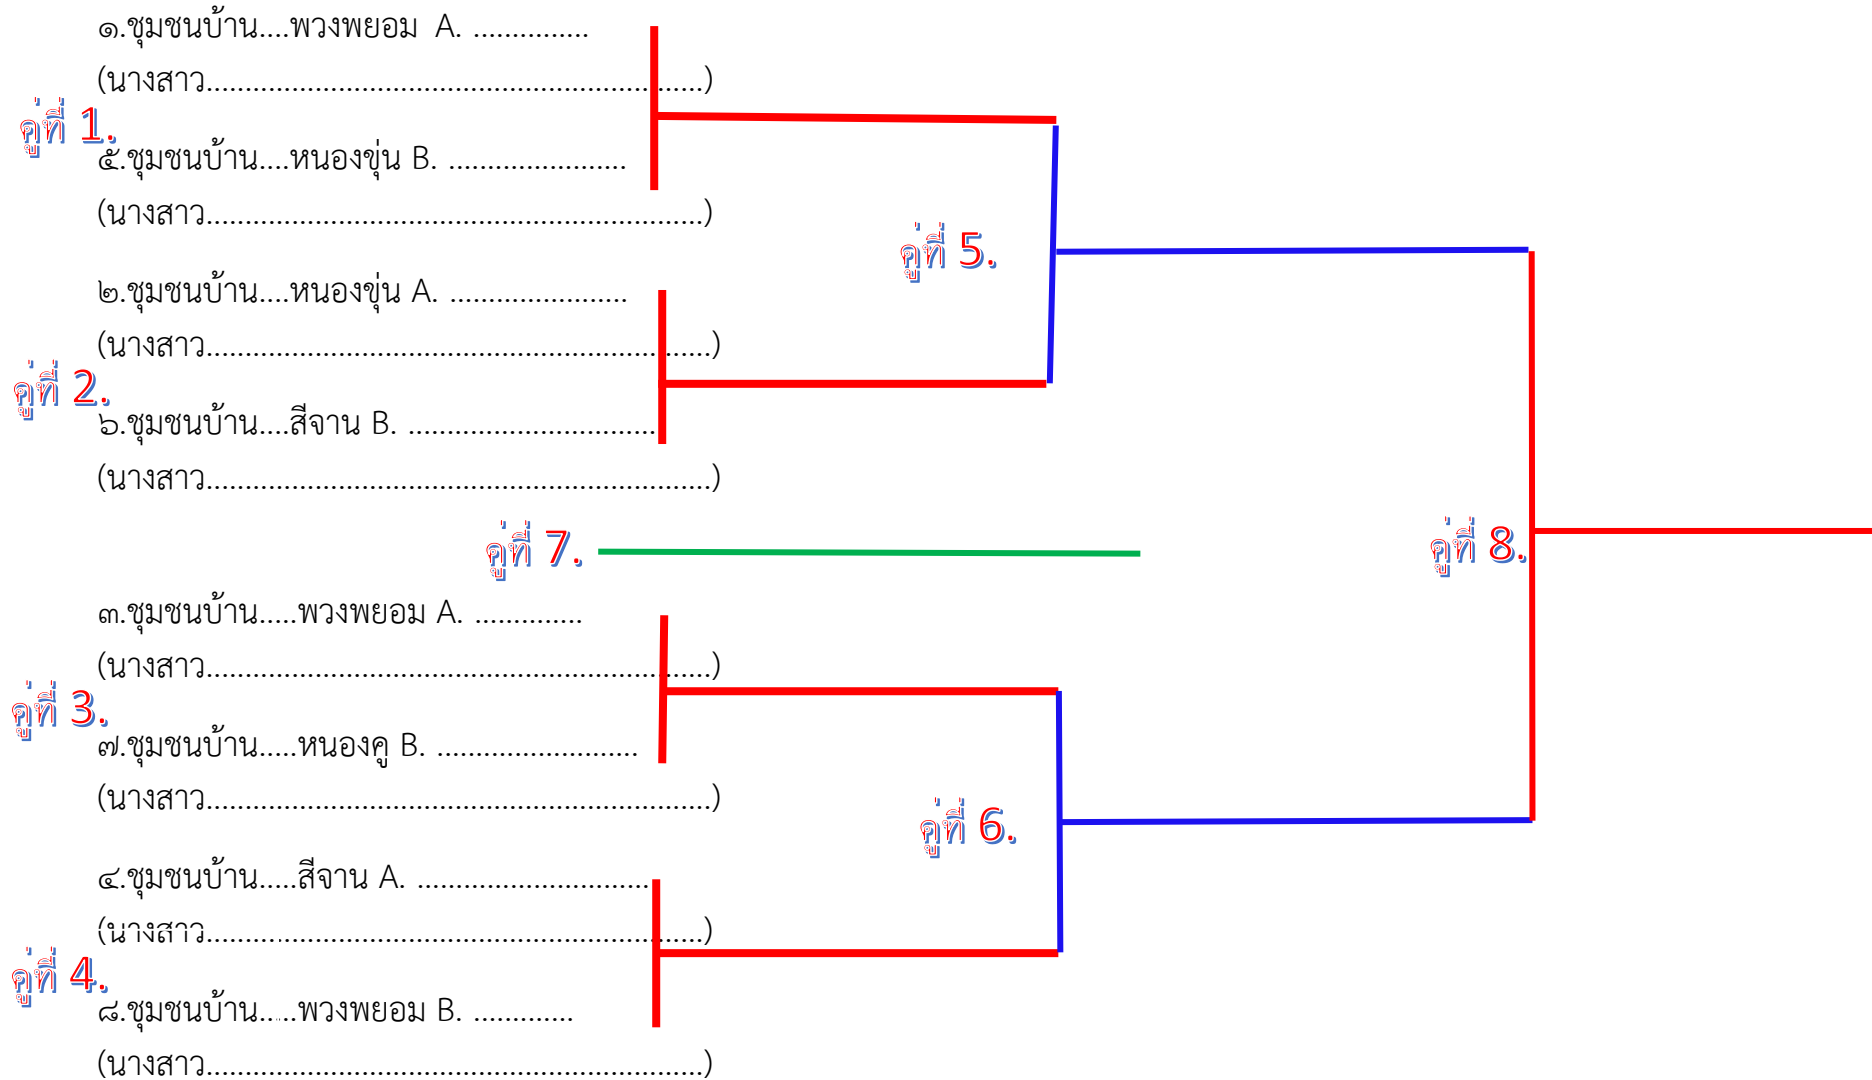 ๑.ชุมชนบ้าน....พวงพยอม A. ...............
(นางสาว................................................................)
คู่ที่ 1.
๕.ชุมชนบ้าน....หนองขุ่น B. .......................
(นางสาว................................................................)
คู่ที่ 5.
๒.ชุมชนบ้าน....หนองขุ่น A. .......................
(นางสาว.................................................................)
คู่ที่ 2.
๖.ชุมชนบ้าน....สีจาน B. ................................
(นางสาว.................................................................)
คู่ที่ 7.
คู่ที่ 8.
๓.ชุมชนบ้าน.....พวงพยอม A. ..............
(นางสาว.................................................................)
คู่ที่ 3.
๗.ชุมชนบ้าน.....หนองคู B. ..........................
(นางสาว.................................................................)
คู่ที่ 6.
๔.ชุมชนบ้าน.....สีจาน A. ..............................
(นางสาว................................................................)
คู่ที่ 4.
๘.ชุมชนบ้าน.....พวงพยอม B. .............
(นางสาว................................................................)